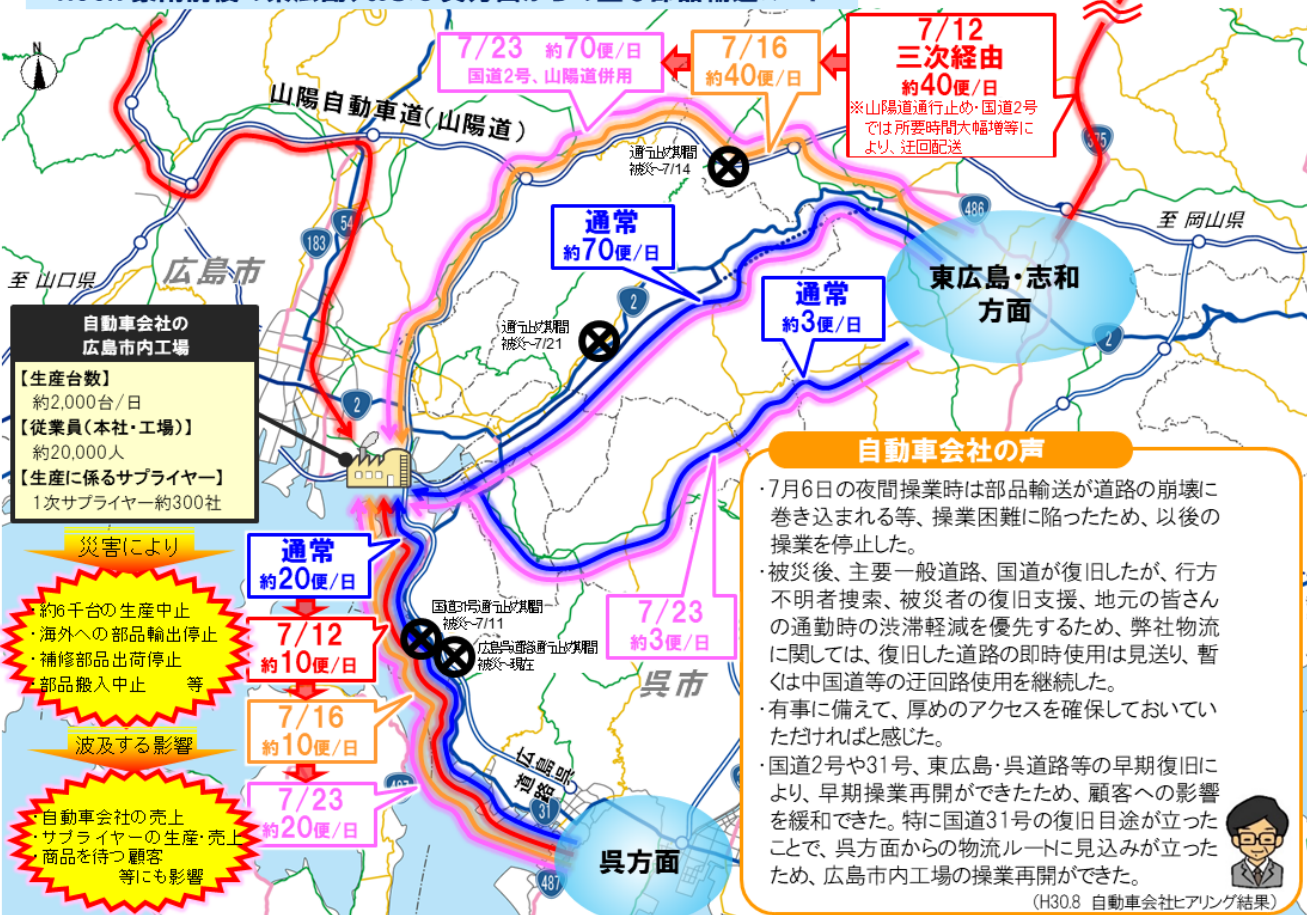 7/23 約70便/日
国道2号、山陽道併用
7/16
約40便/日
7/12
三次経由
約40便/日
※山陽道通行止め・国道2号
では所要時間大幅増等に
より、迂回配送
N
山陽自動車道(山陽道)
通行止め期間
被災~7/14
375
54
183
486
至 岡山県
通常
約70便/日
広島市
至 山口県
東広島・志和
方面
2
通常
約3便/日
通行止め期間
被災~7/21
2
自動車会社の
広島市内工場
【生産台数】
約2,000台/日
【従業員(本社・工場)】
約20,000人
【生産に係るサプライヤー】
1次サプライヤー約300社
2
自動車会社の声
・7月6日の夜間操業時は部品輸送が道路の崩壊に
巻き込まれる等、操業困難に陥ったため、以後の
操業を停止した。
・被災後、主要一般道路、国道が復旧したが、行方
不明者捜索、被災者の復旧支援、地元の皆さん
の通勤時の渋滞軽減を優先するため、弊社物流
に関しては、復旧した道路の即時使用は見送り、暫
くは中国道等の迂回路使用を継続した。
・有事に備えて、厚めのアクセスを確保しておいてい
ただければと感じた。
・国道2号や31号、東広島・呉道路等の早期復旧に
より、早期操業再開ができたため、顧客への影響
を緩和できた。特に国道31号の復旧目途が立った
ことで、呉方面からの物流ルートに見込みが立った
ため、広島市内工場の操業再開ができた。
(H30.8 自動車会社ヒアリング結果)
災害により
・約6千台の生産中止
・海外への部品輸出停止
・補修部品出荷停止
・部品搬入中止 等
波及する影響
・自動車会社の売上
・サプライヤーの生産・売上
・商品を待つ顧客
等にも影響
通常
約20便/日
7/12
約10便/日
7/16
約10便/日
7/23
約20便/日
国道31号通行止め期間
被災~7/11
広島呉道路通行止め期間
被災~現在
7/23
約3便/日
呉市
広島呉
道路
31
487
487
呉方面